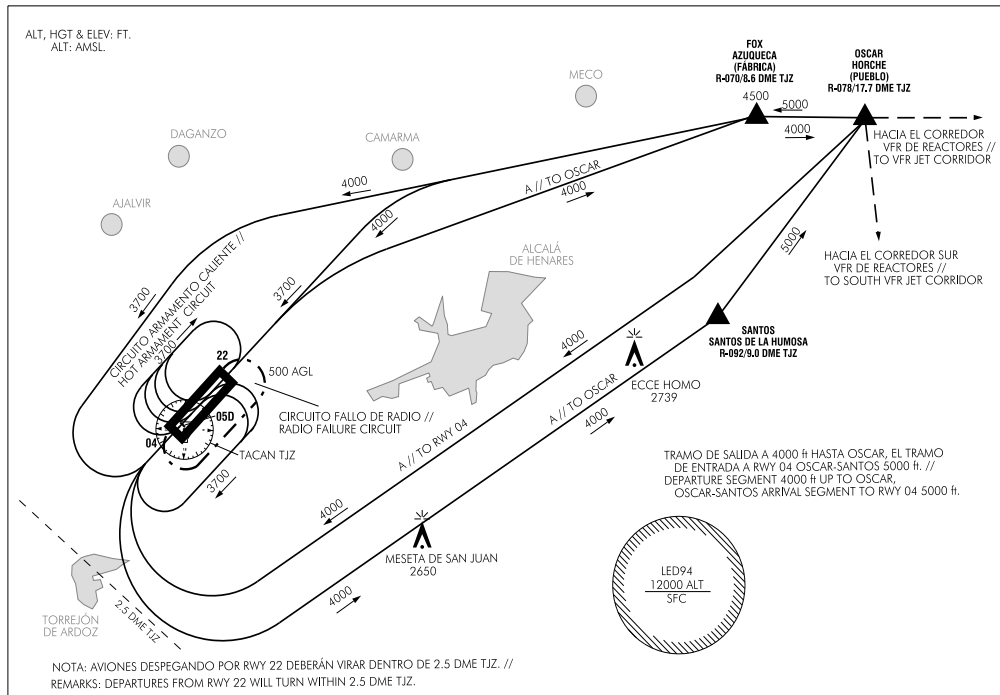 ALT, HGT & ELEV: FT.
ALT: AMSL.
FOX
AZUQUECA
(FÁBRICA)
R-070/8.6 DME TJZ
OSCAR
HORCHE
(PUEBLO)
R-078/17.7 DME TJZ
MECO
4500
5000
4000
DAGANZO
CAMARMA
HACIA EL CORREDOR
VFR DE REACTORES //
TO VFR JET CORRIDOR
4000
A // TO OSCAR
4000
4000
AJALVIR
ALCALÁ
DE HENARES
5000
HACIA EL CORREDOR SUR
VFR DE REACTORES //
TO SOUTH VFR JET CORRIDOR
3700
3700
CIRCUITO ARMAMENTO CALIENTE //
HOT ARMAMENT CIRCUIT
3700
SANTOS
SANTOS DE LA HUMOSA
R-092/9.0 DME TJZ
22
500 AGL
4000
ECCE HOMO
2739
CIRCUITO FALLO DE RADIO //
RADIO FAILURE CIRCUIT
05D
04
TACAN TJZ
A // TO OSCAR
4000
A // TO RWY 04
3700
TRAMO DE SALIDA A 4000 ft HASTA OSCAR, EL TRAMO
DE ENTRADA A RWY 04 OSCAR-SANTOS 5000 ft. //
DEPARTURE SEGMENT 4000 ft UP TO OSCAR,
OSCAR-SANTOS ARRIVAL SEGMENT TO RWY 04 5000 ft.
4000
MESETA DE SAN JUAN
2650
LED94
12000 ALT
SFC
TORREJÓN
DE ARDOZ
2.5 DME TJZ
4000
NOTA: AVIONES DESPEGANDO POR RWY 22 DEBERÁN VIRAR DENTRO DE 2.5 DME TJZ. //
REMARKS: DEPARTURES FROM RWY 22 WILL TURN WITHIN 2.5 DME TJZ.